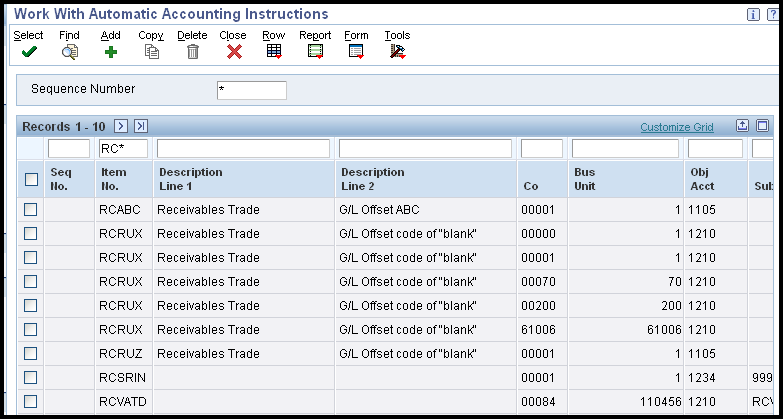 Work With Automatic Accounting Instructions
Select Find Add Copy Delete Close Row Report Form Tools
Sequence Number *
Records 1 - 10 Customize Grid
RC*
Seq No. Item No. Description Line 1 Description Line 2 Co Bus Unit Obj Acct Sub
RCABC Receivables Trade G/L Offset ABC 00001 1 1105
RCRUX Receivables Trade G/L Offset code of "blank" 00000 1 1210
RCRUX Receivables Trade G/L Offset code of "blank" 00001 1 1210
RCRUX Receivables Trade G/L Offset code of "blank" 00070 70 1210
RCRUX Receivables Trade G/L Offset code of "blank" 00200 200 1210
RCRUX Receivables Trade G/L Offset code of "blank" 61006 61006 1210
RCRUZ Receivables Trade G/L Offset code of "blank" 00001 1 1105
RCSRIN 00001 1 1234 999
RCVATD 00084 110456 1210 RCV